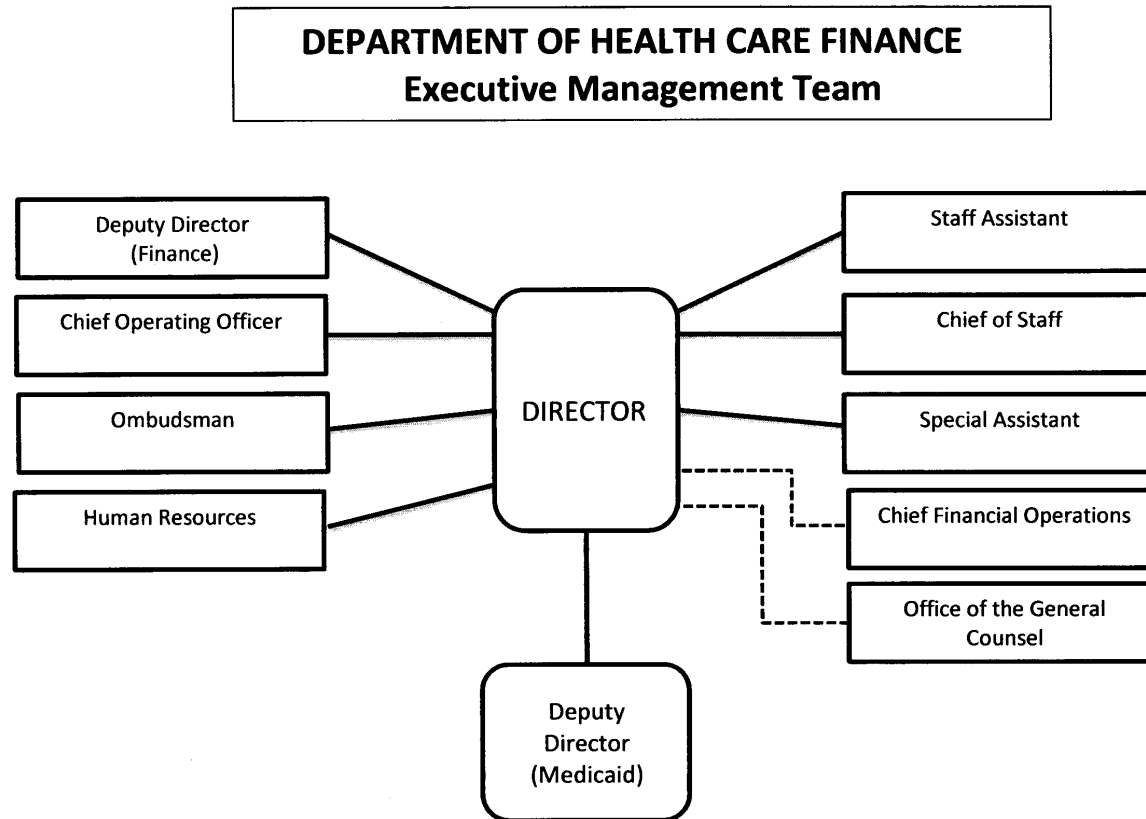 DEPARTMENT OF HEALTH CARE FINANCE
Executive Management Team
Deputy Director
(Finance)
Chief Operating Officer
Ombudsman
Human Resources
DIRECTOR
Staff Assistant
Chief of Staff
Special Assistant
Chief Financial Operations
Office of the General
Counsel
Deputy
Director
(Medicaid)